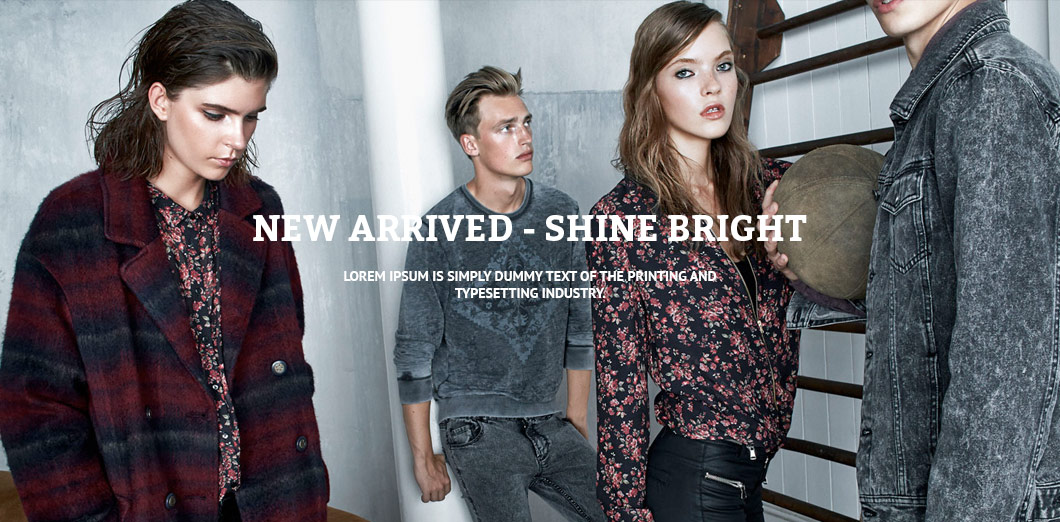 NEW ARRIVED - SHINE BRIGHT
LOREM IPSUM IS SIMPLY DUMMY TEXT OF THE PRINTING AND
TYPESETTING INDUSTRY.